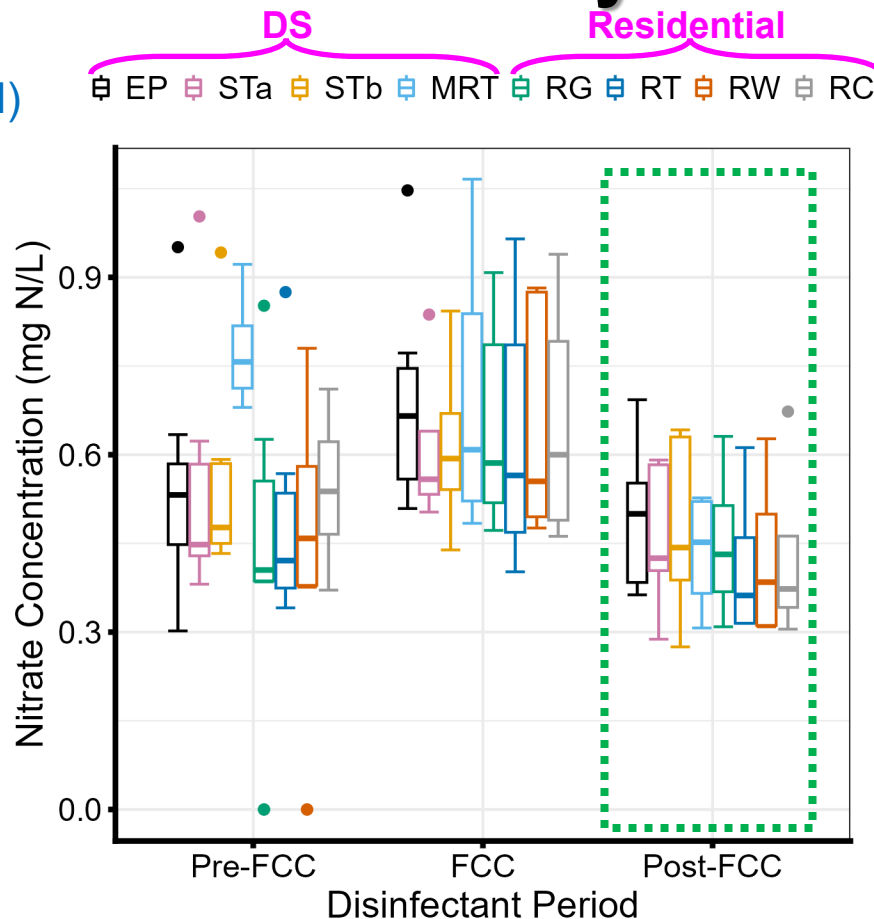 DS Residential
EP STa STb MRT RG RT RW RC
Nitrate Concentration (mg N/L)
0.9
0.6
0.3
0.0
Pre-FCC FCC Post-FCC
Disinfectant Period